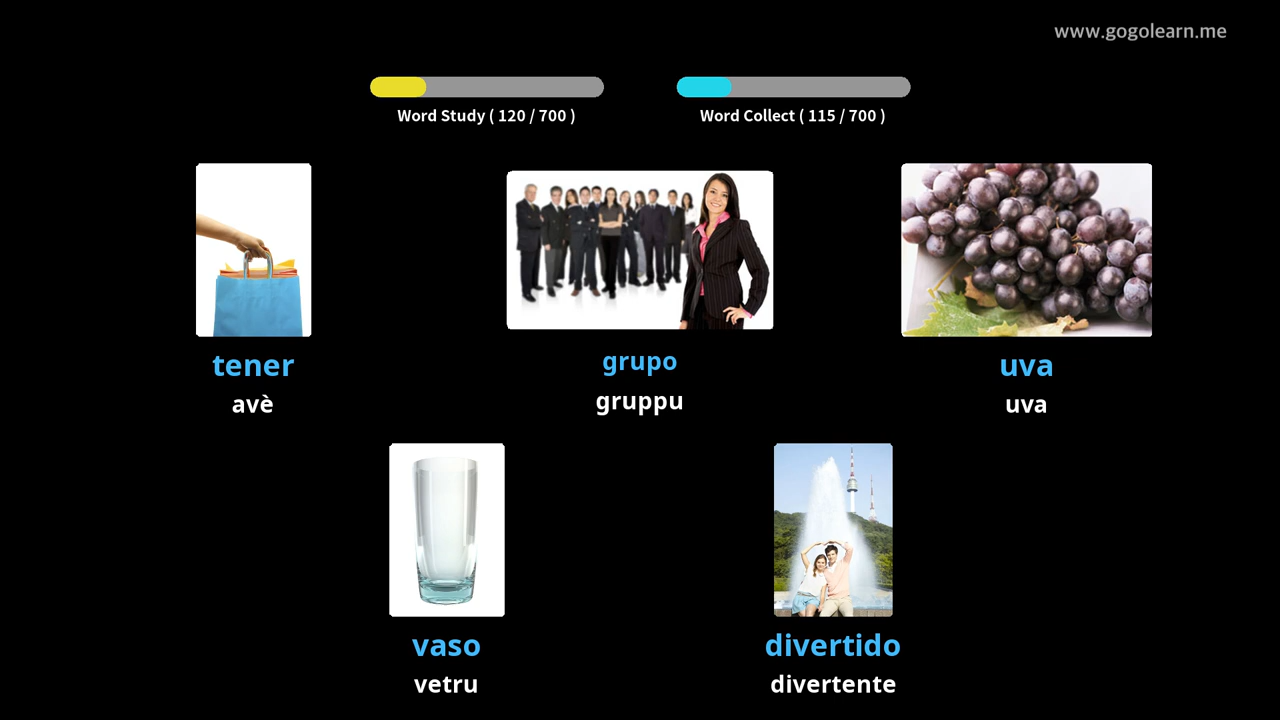 www.gogolearn.me
Word Study ( 120 / 700 )
Word Collect ( 115 / 700 )
tener
avè
grupo
gruppu
uva
uva
vaso
vetru
divertido
divertente